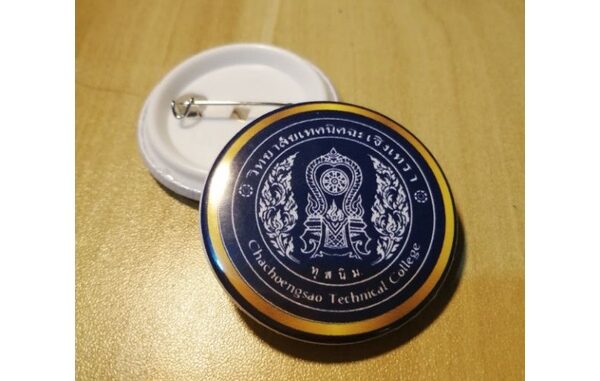 วิทยาลัยเทคนิคฉะเชิงเทรา
ทุ ส นิ ม.
Chachoengsao Technical College